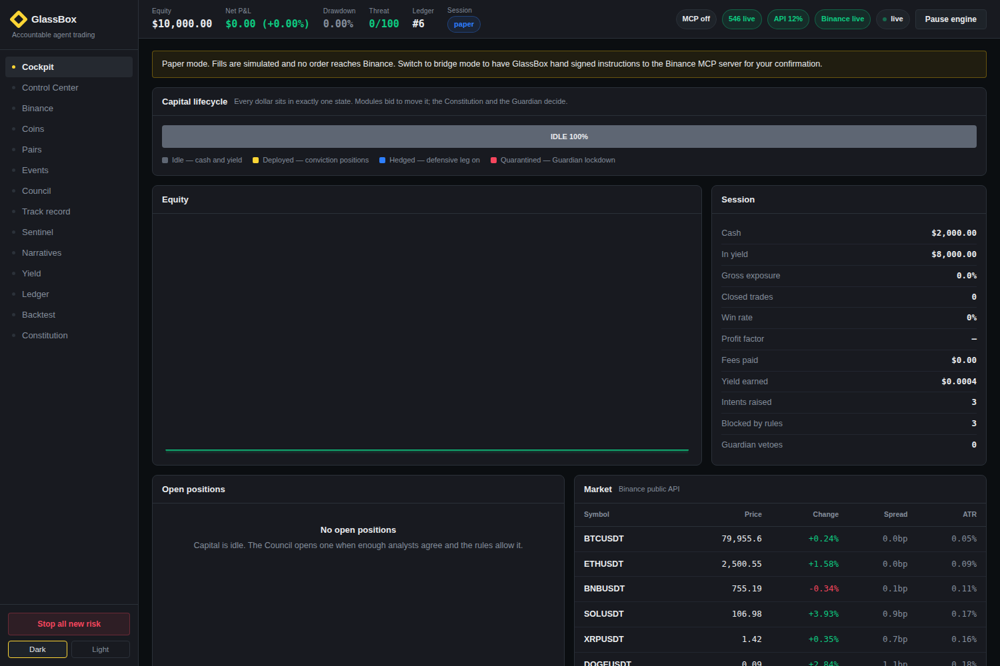 GlassBox
Accountable agent trading
Cockpit
Control Center
Binance
Coins
Pairs
Events
Council
Track record
Sentinel
Narratives
Yield
Ledger
Backtest
Constitution
Stop all new risk
Dark Light
Equity Net P&L Drawdown Threat Ledger Session
$10,000.00 $0.00 (+0.00%) 0.00% 0/100 #6 paper
MCP off 546 live API 12% Binance live live Pause engine
Paper mode. Fills are simulated and no order reaches Binance. Switch to bridge mode to have GlassBox hand signed instructions to the Binance MCP server for your confirmation.
Capital lifecycle Every dollar sits in exactly one state. Modules bid to move it; the Constitution and the Guardian decide.
IDLE 100%
Idle — cash and yield Deployed — conviction positions Hedged — defensive leg on Quarantined — Guardian lockdown
Equity
Session
Cash $2,000.00
In yield $8,000.00
Gross exposure 0.0%
Closed trades 0
Win rate 0%
Profit factor —
Fees paid $0.00
Yield earned $0.0004
Intents raised 3
Blocked by rules 3
Guardian vetoes 0
Open positions
No open positions
Capital is idle. The Council opens one when enough analysts agree and the rules allow it.
Market Binance public API
Symbol Price Change Spread ATR
BTCUSDT 79,955.6 +0.24% 0.0bp 0.05%
ETHUSDT 2,500.55 +1.58% 0.0bp 0.09%
BNBUSDT 755.19 -0.34% 0.1bp 0.11%
SOLUSDT 106.98 +3.93% 0.9bp 0.17%
XRPUSDT 1.42 +0.35% 0.7bp 0.16%
DOGEUSDT 0.09 +2.84% 1.1bp 0.18%